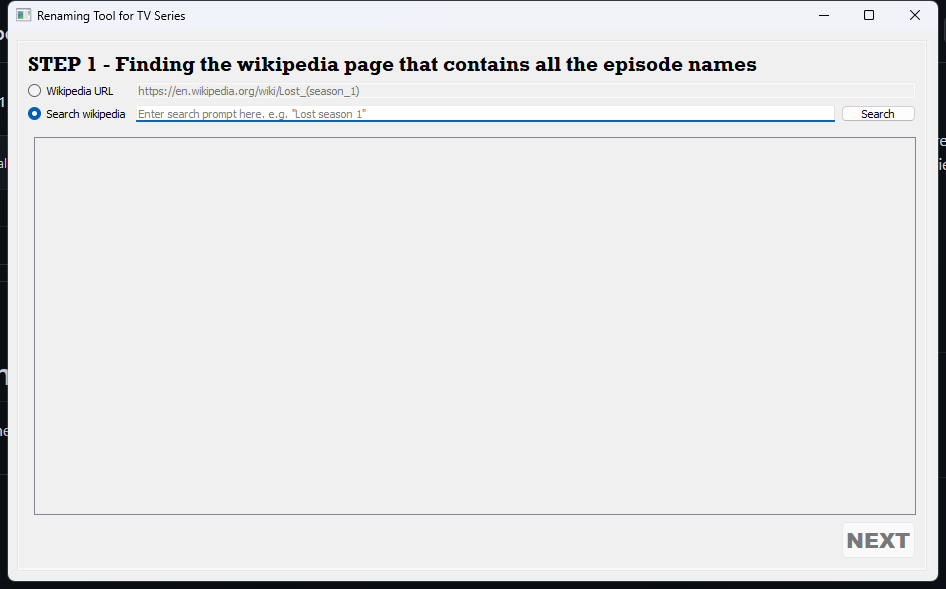 Renaming Tool for TV Series
STEP 1 - Finding the wikipedia page that contains all the episode names
Wikipedia URL https://en.wikipedia.org/wiki/Lost_(season_1)
Search wikipedia Enter search prompt here. e.g. "Lost season 1" Search
NEXT